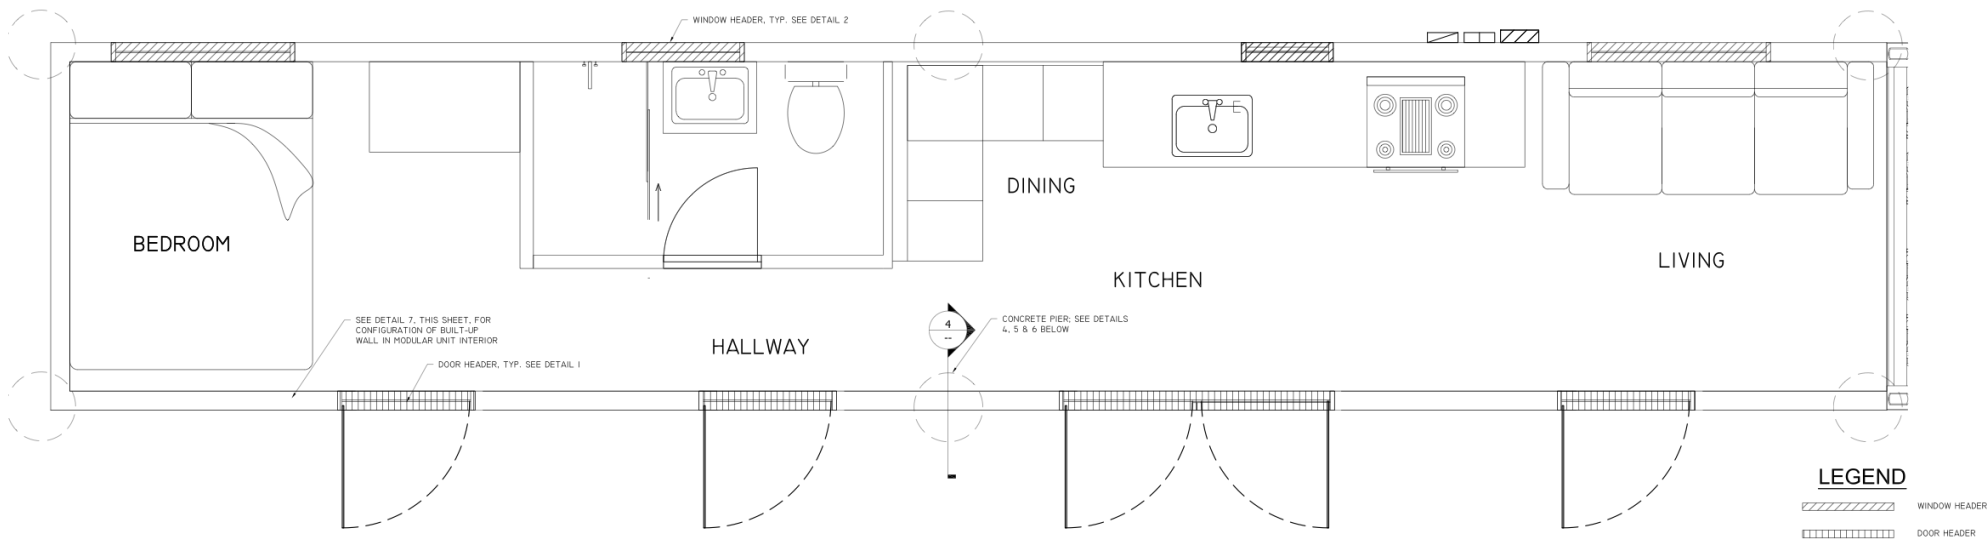 WINDOW HEADER, TYP. SEE DETAIL 2
DINING
BEDROOM
LIVING
KITCHEN
SEE DETAIL 7, THIS SHEET, FOR
CONFIGURATION OF BUILT-UP
WALL IN MODULAR UNIT INTERIOR
4
--
CONCRETE PIER; SEE DETAILS
4, 5 & 6 BELOW
HALLWAY
DOOR HEADER, TYP. SEE DETAIL 1
LEGEND
WINDOW HEADER
DOOR HEADER